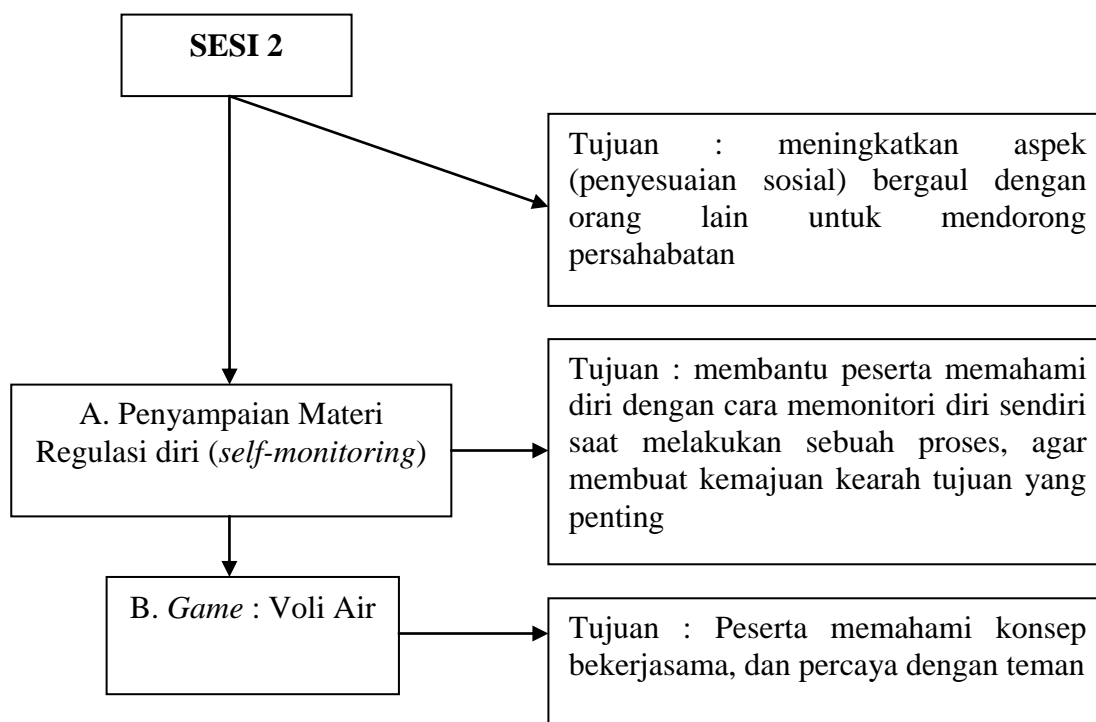 SESI 2
Tujuan : meningkatkan aspek
(penyesuaian sosial) bergaul dengan
orang lain untuk mendorong
persahabatan
A. Penyampaian Materi
Regulasi diri (self-monitoring)
Tujuan : membantu peserta memahami
diri dengan cara memonitori diri sendiri
saat melakukan sebuah proses, agar
membuat kemajuan kearah tujuan yang
penting
B. Game : Voli Air
Tujuan : Peserta memahami konsep
bekerjasama, dan percaya dengan teman